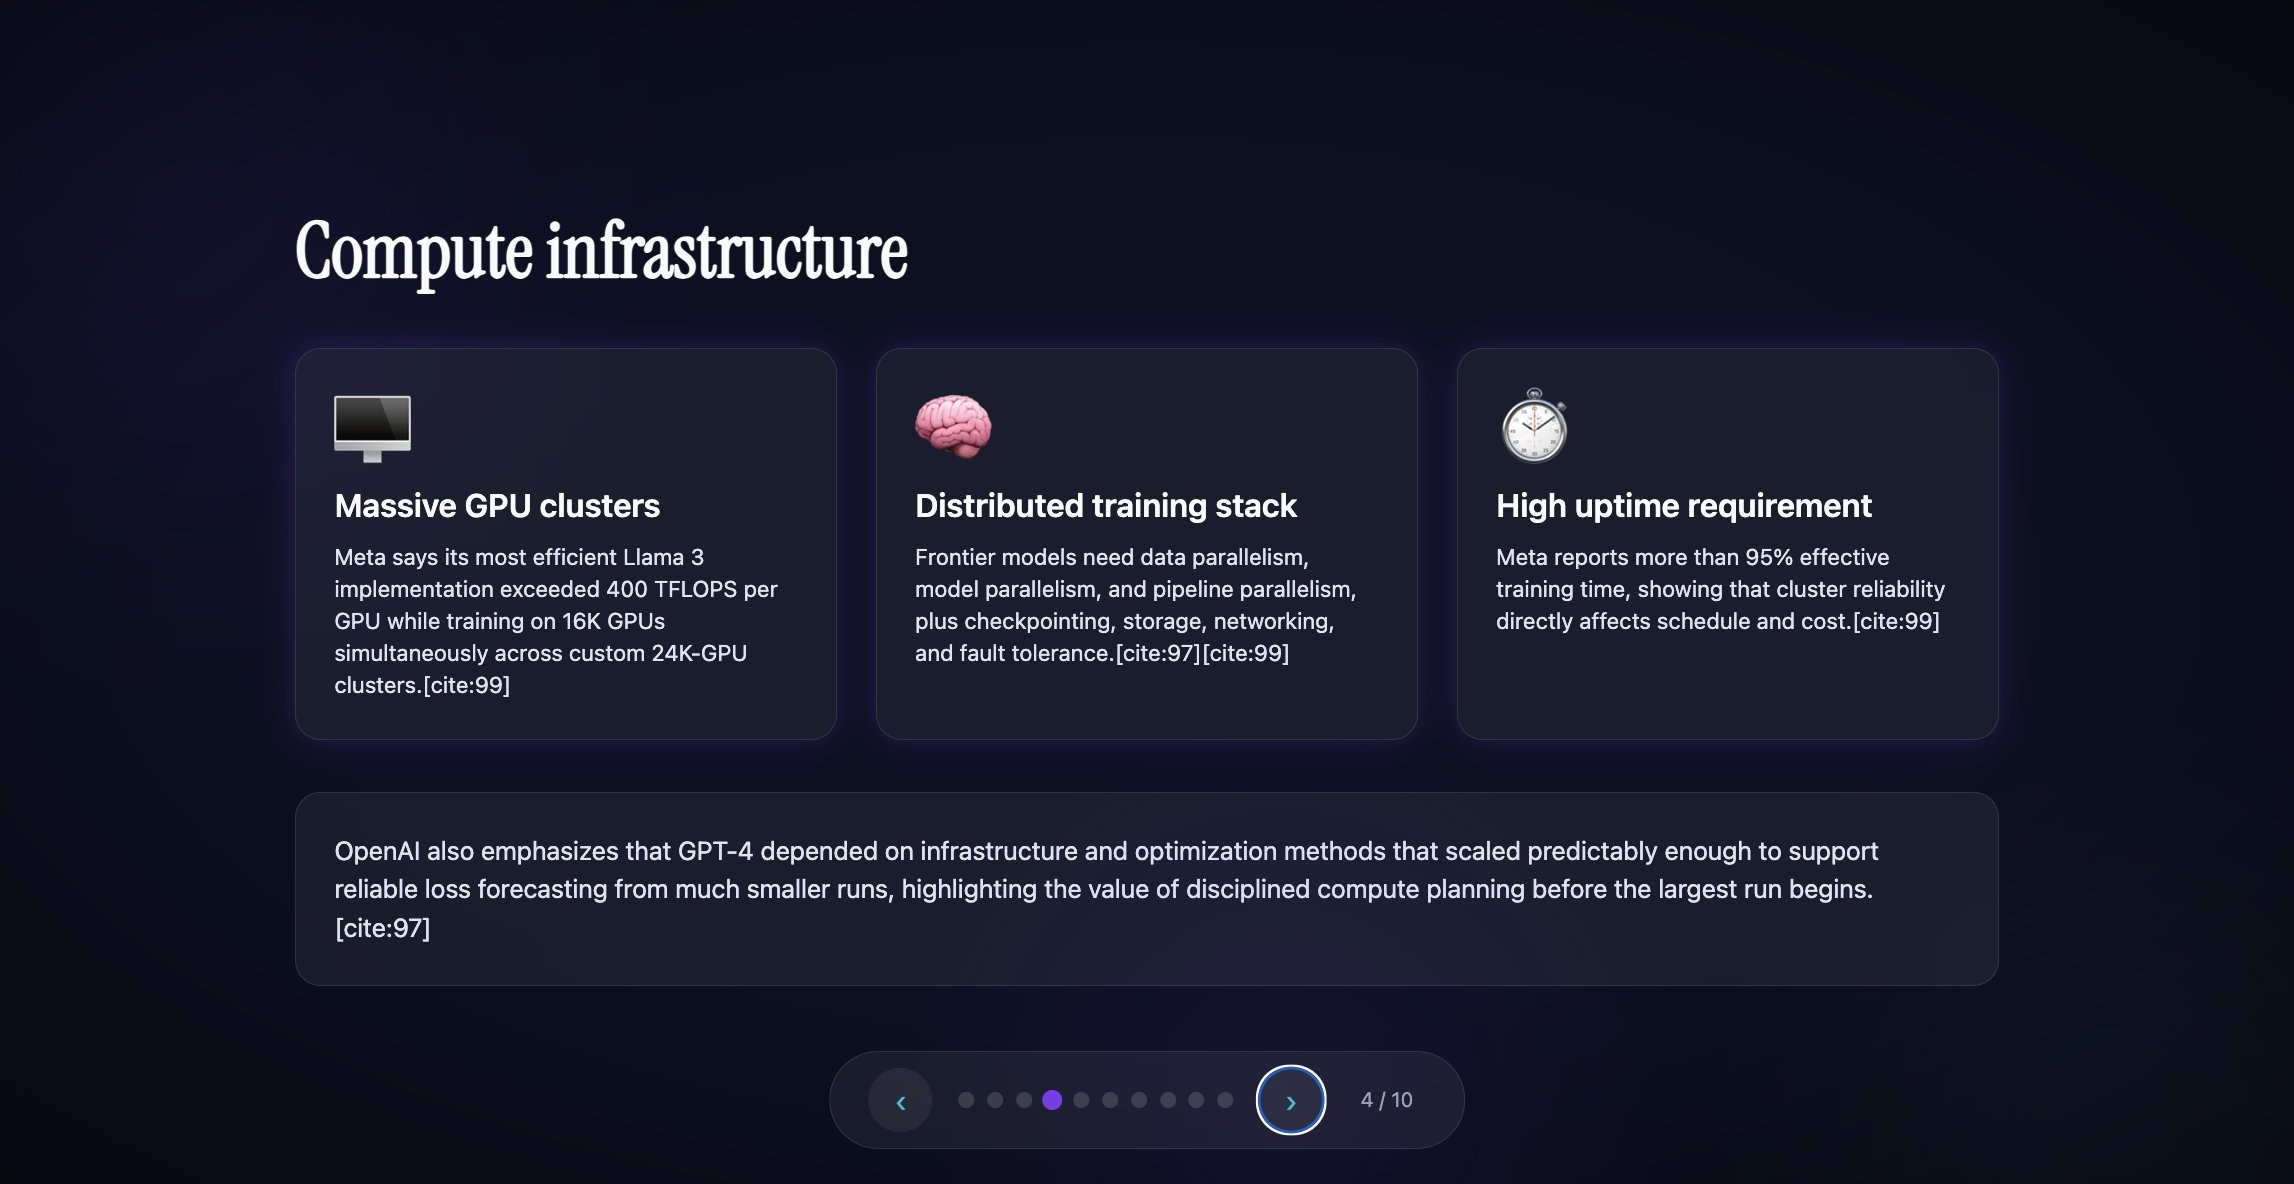 Compute infrastructure
Massive GPU clusters
Meta says its most efficient Llama 3
implementation exceeded 400 TFLOPS per
GPU while training on 16K GPUs
simultaneously across custom 24K-GPU
clusters.[cite:99]
Distributed training stack
Frontier models need data parallelism,
model parallelism, and pipeline parallelism,
plus checkpointing, storage, networking,
and fault tolerance.[cite:97][cite:99]
High uptime requirement
Meta reports more than 95% effective
training time, showing that cluster reliability
directly affects schedule and cost.[cite:99]
OpenAI also emphasizes that GPT-4 depended on infrastructure and optimization methods that scaled predictably enough to support
reliable loss forecasting from much smaller runs, highlighting the value of disciplined compute planning before the largest run begins.
[cite:97]
‹ › 4 / 10